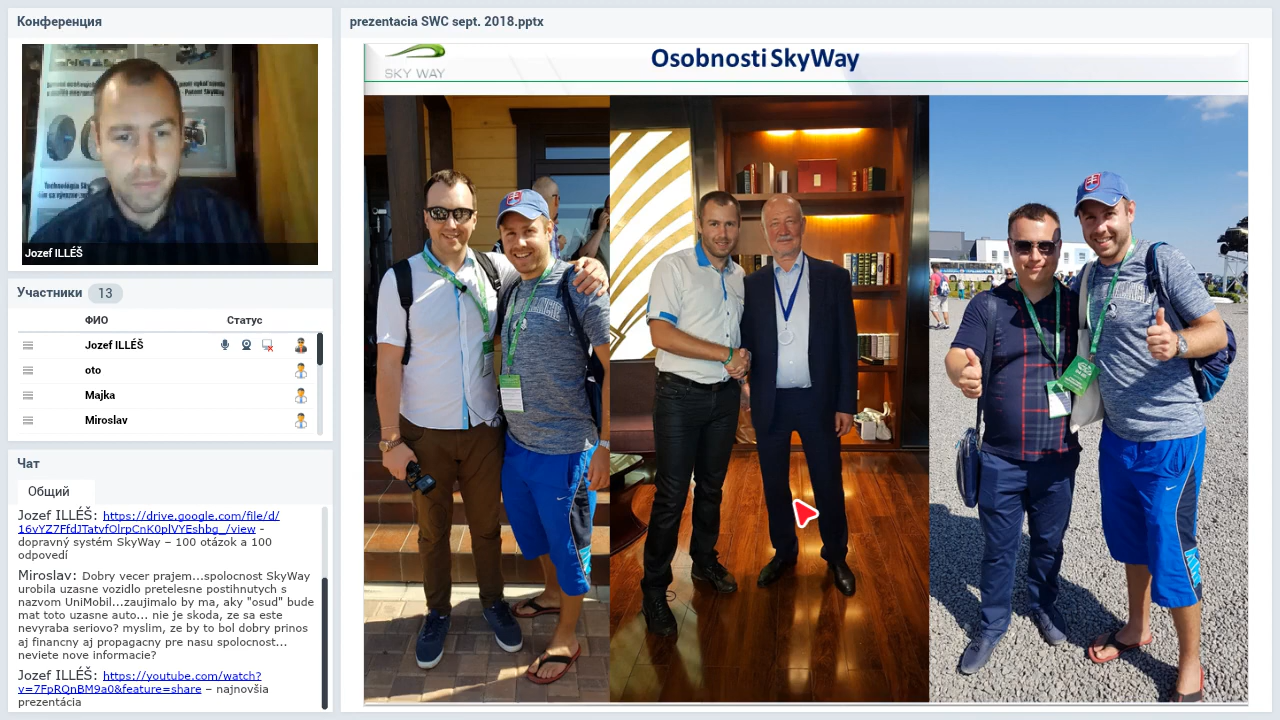 Конференция
Jozef ILLÉŠ
Участники 13
ФИО Статус
Jozef ILLÉŠ
oto
Majka
Miroslav
Чат
Общий
Jozef ILLÉŠ: https://drive.google.com/file/d/
16vYZ7FfdJTatvfOlrpCnK0plVYEshbg_/view -
dopravný systém SkyWay – 100 otázok a 100
odpovedí
Miroslav: Dobry vecer prajem...spolocnost SkyWay
urobila uzasne vozidlo pretelesne postihnutych s
nazvom UniMobil...zaujimalo by ma, aky "osud" bude
mat toto uzasne auto... nie je skoda, ze sa este
nevyraba seriovo? myslim, ze by to bol dobry prinos
aj financny aj propagacny pre nasu spolocnost...
neviete nove informacie?
Jozef ILLÉŠ: https://youtube.com/watch?
v=7FpRQnBM9a0&feature=share – najnovšia
prezentácia
prezentacia SWC sept. 2018.pptx
SKY WAY
Osobnosti SkyWay